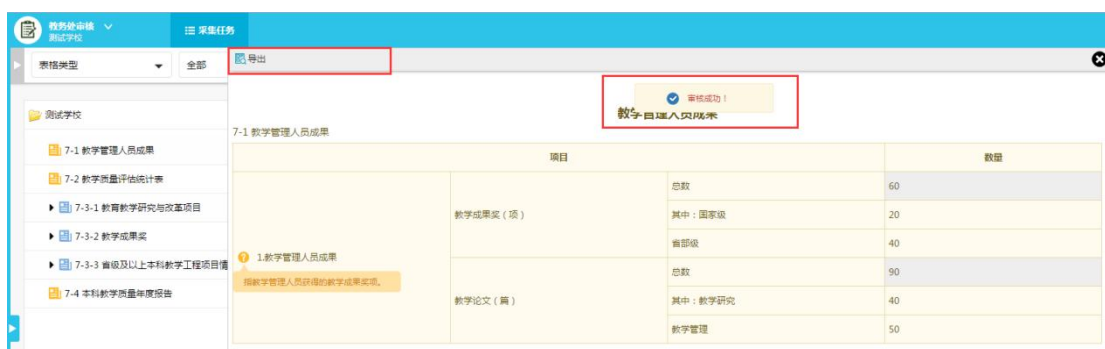 教务处审核
测试学校
采集任务
表格类型
全部
导出
审核成功！
测试学校
教学管理人员成果
7-1 教学管理人员成果
7-1 教学管理人员成果
7-2 教学质量评估统计表
7-3-1 教育教学研究与改革项目
7-3-2 教学成果奖
7-3-3 省级及以上本科教学工程项目情
7-4 本科教学质量年度报告
项目
数量
1.教学管理人员成果
指教学管理人员获得的教学成果奖项。
教学成果奖（项）
总数
60
其中：国家级
20
省部级
40
教学论文（篇）
总数
90
其中：教学研究
40
教学管理
50